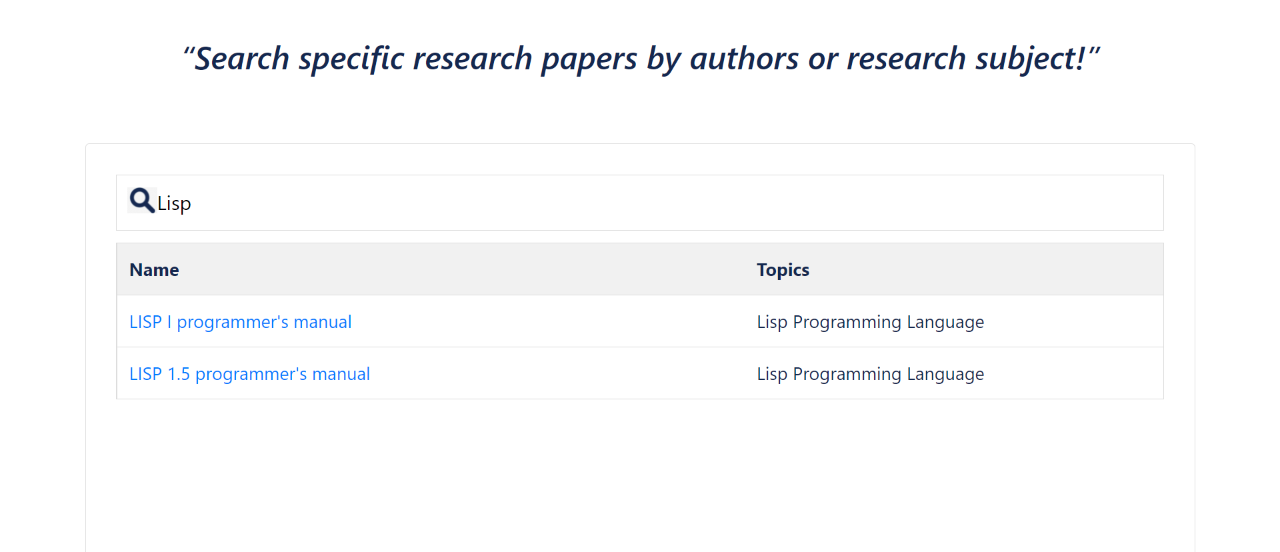 “Search specific research papers by authors or research subject!”
Lisp
Name Topics
LISP I programmer's manual Lisp Programming Language
LISP 1.5 programmer's manual Lisp Programming Language